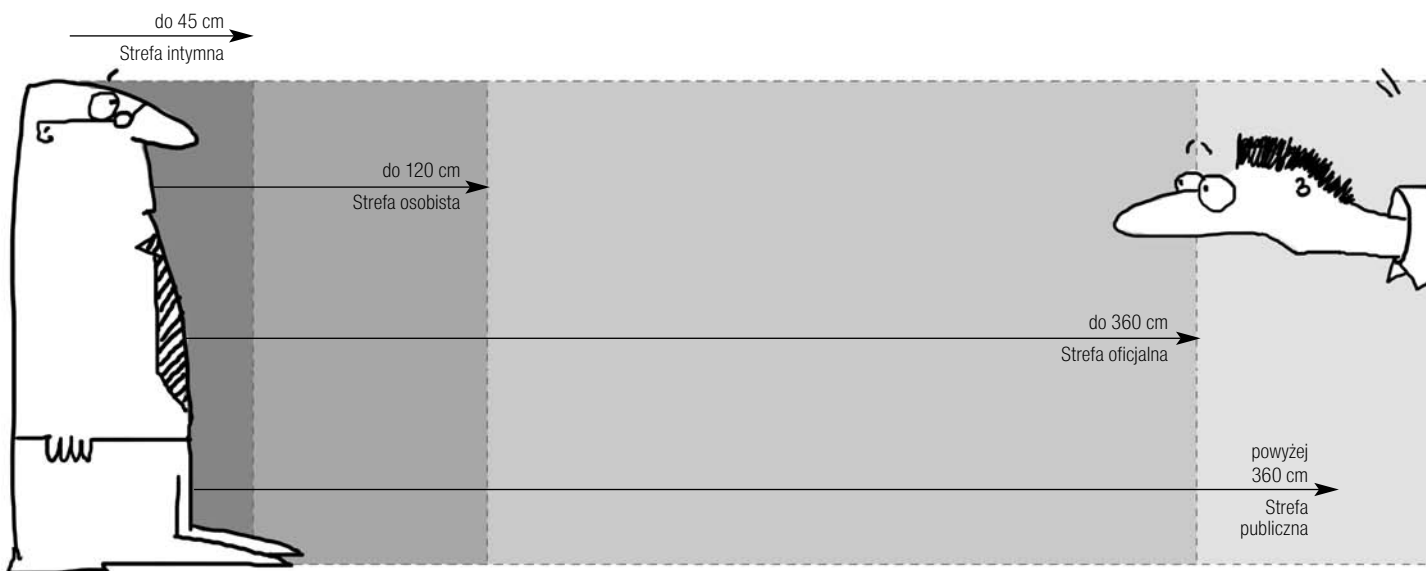 do 45 cm
Strefa intymna
do 120 cm
Strefa osobista
do 360 cm
Strefa oficjalna
powyżej
360 cm
Strefa
publiczna